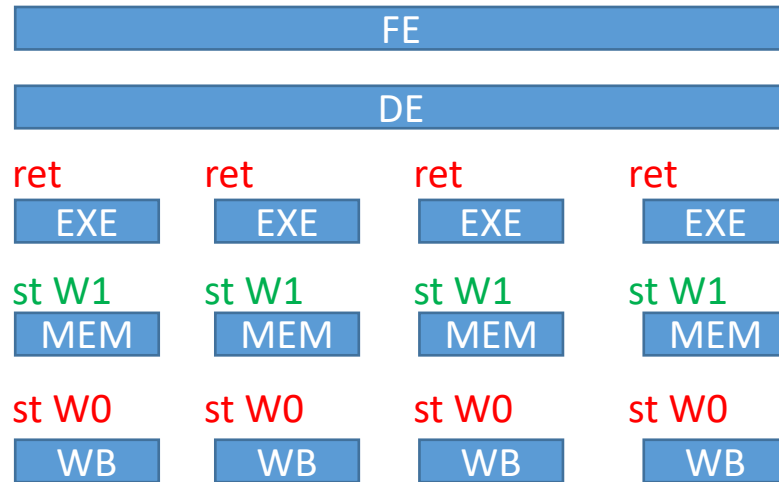 FE
DE
ret ret ret ret
EXE EXE EXE EXE
st W1 st W1 st W1 st W1
MEM MEM MEM MEM
st W0 st W0 st W0 st W0
WB WB WB WB